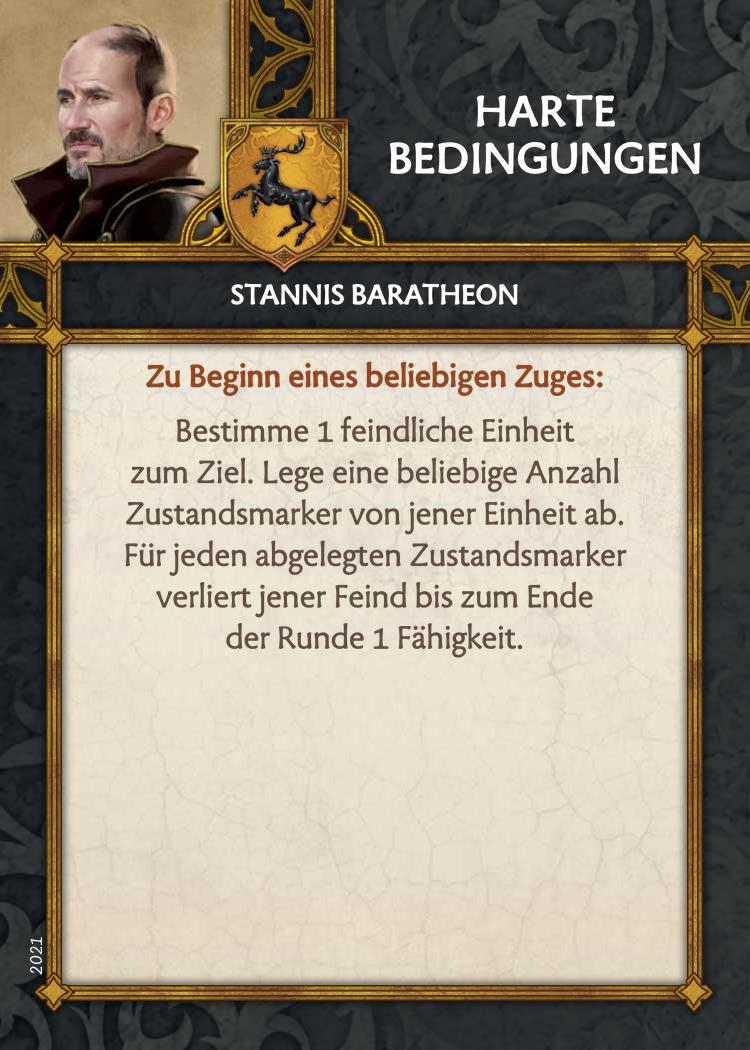 HARTE
BEDINGUNGEN
STANNIS BARATHEON
Zu Beginn eines beliebigen Zuges:
Bestimme 1 feindliche Einheit
zum Ziel. Lege eine beliebige Anzahl
Zustandsmarker von jener Einheit ab.
Für jeden abgelegten Zustandsmarker
verliert jener Feind bis zum Ende
der Runde 1 Fähigkeit.
2021